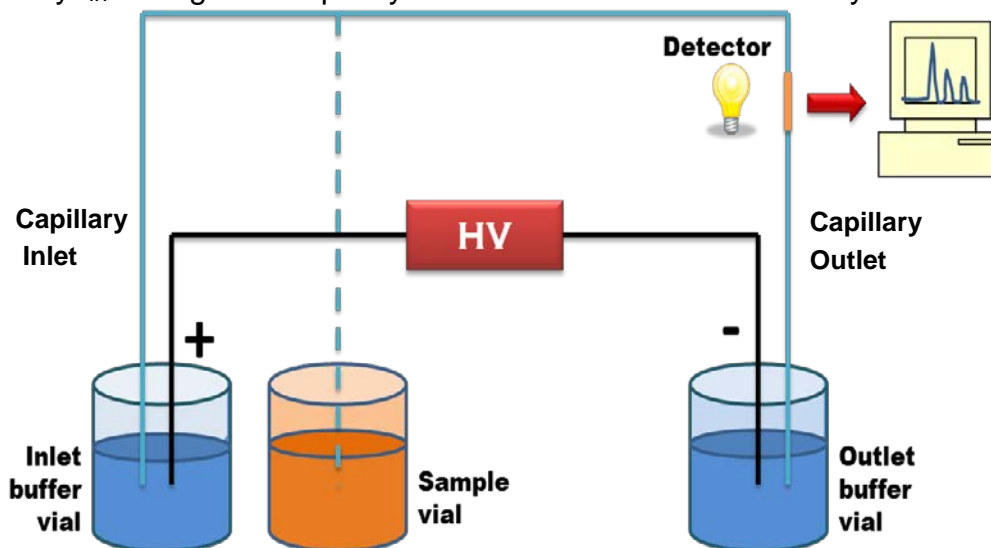 Detector
HV
Capillary
Inlet
Capillary
Outlet
+
-
Inlet
buffer
vial
Sample
vial
Outlet
buffer
vial